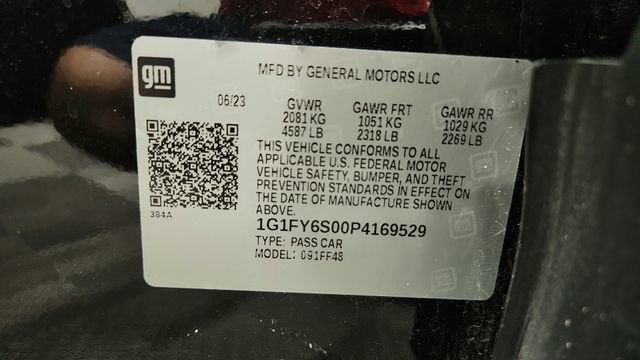 gm
MFD BY GENERAL MOTORS LLC
06/23
GVWR
2081 KG
4587 LB
GAWR FRT
1051 KG
2318 LB
GAWR RR
1029 KG
2269 LB
THIS VEHICLE CONFORMS TO ALL
APPLICABLE U.S. FEDERAL MOTOR
VEHICLE SAFETY, BUMPER, AND THEFT
PREVENTION STANDARDS IN EFFECT ON
THE DATE OF MANUFACTURE SHOWN
ABOVE.
384A
1G1FY6S00P4169529
TYPE: PASS CAR
MODEL: 091FF48